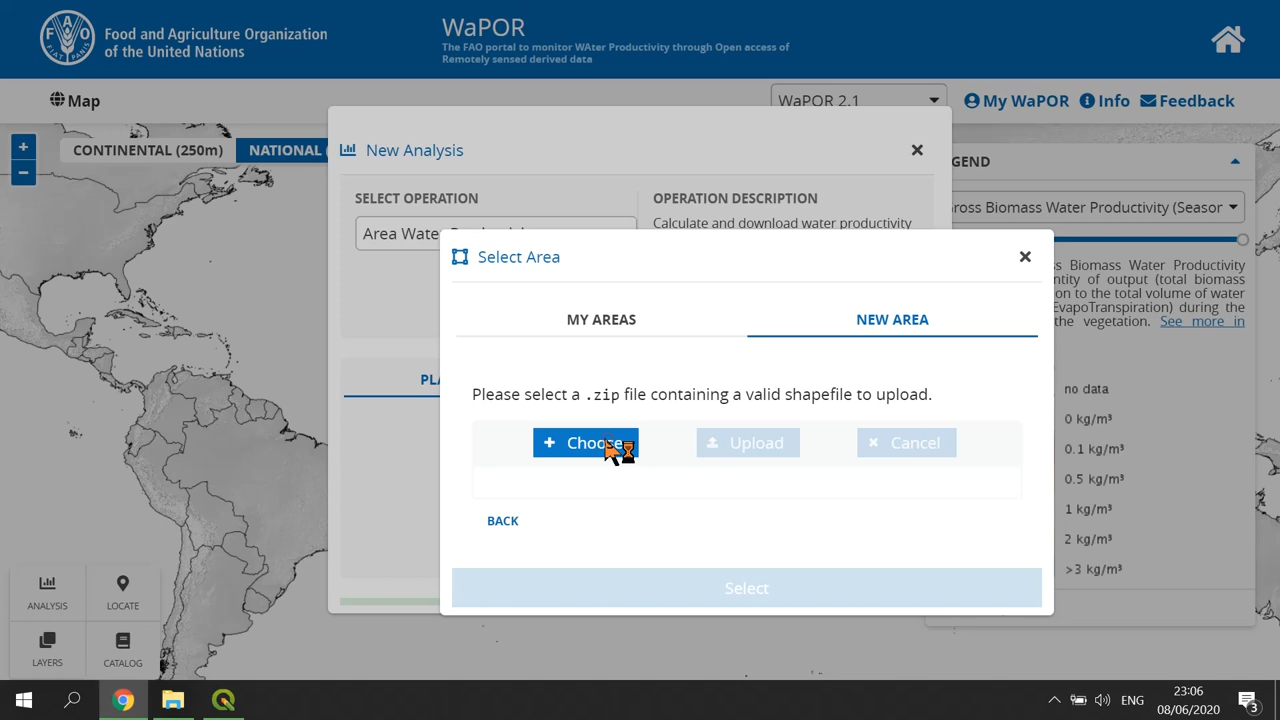 Food and Agriculture Organization
of the United Nations
WaPOR
The FAO portal to monitor WAter Productivity through Open access of
Remotely sensed derived data
Map
WaPOR 2.1
My WaPOR
Info
Feedback
+
−
CONTINENTAL (250m)
NATIONAL (
New Analysis
SELECT OPERATION
OPERATION DESCRIPTION
Area Water
Calculate and download water productivity
PLA
Select Area
MY AREAS
NEW AREA
Please select a .zip file containing a valid shapefile to upload.
Choose
Upload
Cancel
BACK
Select
GEND
ross Biomass Water Productivity (Seasor
s Biomass Water Productivity
ntity of output (total biomass
on to the total volume of water
EvapoTranspiration) during the
the vegetation. See more in
no data
0 kg/m³
0.1 kg/m³
0.5 kg/m³
1 kg/m³
2 kg/m³
>3 kg/m³
ANALYSIS
LOCATE
LAYERS
CATALOG
ENG
23:06
08/06/2020
3